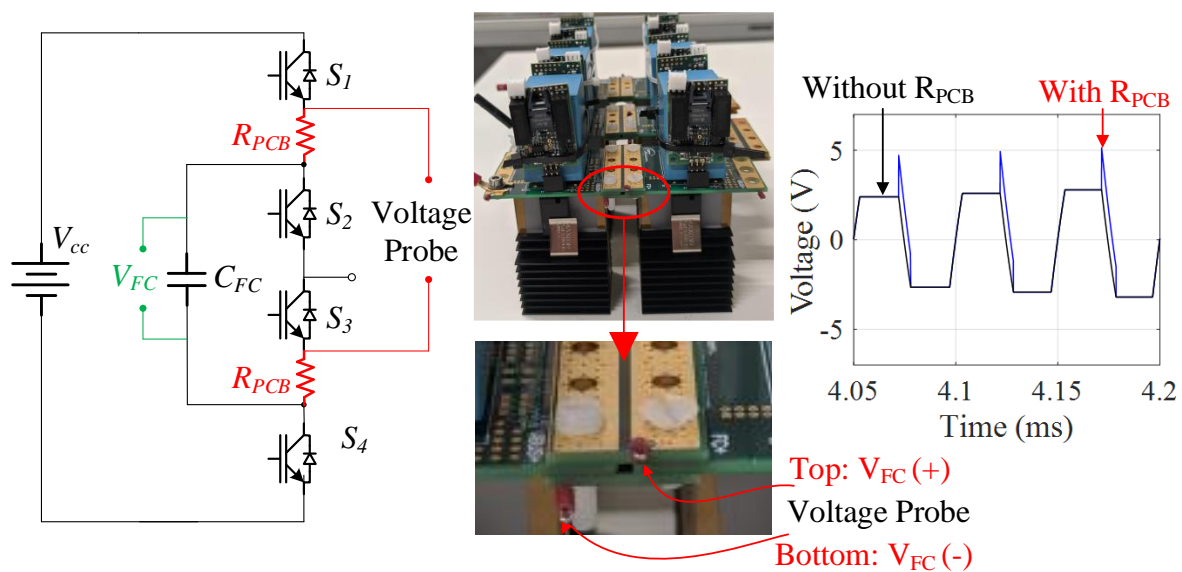 S1
RPCB
S2
Vcc
VFC
CFC
Voltage
Probe
S3
RPCB
S4
Without RPCB
With RPCB
5
0
-5
Voltage (V)
4.05
4.1
4.15
4.2
Time (ms)
Top: VFC (+)
Voltage Probe
Bottom: VFC (-)